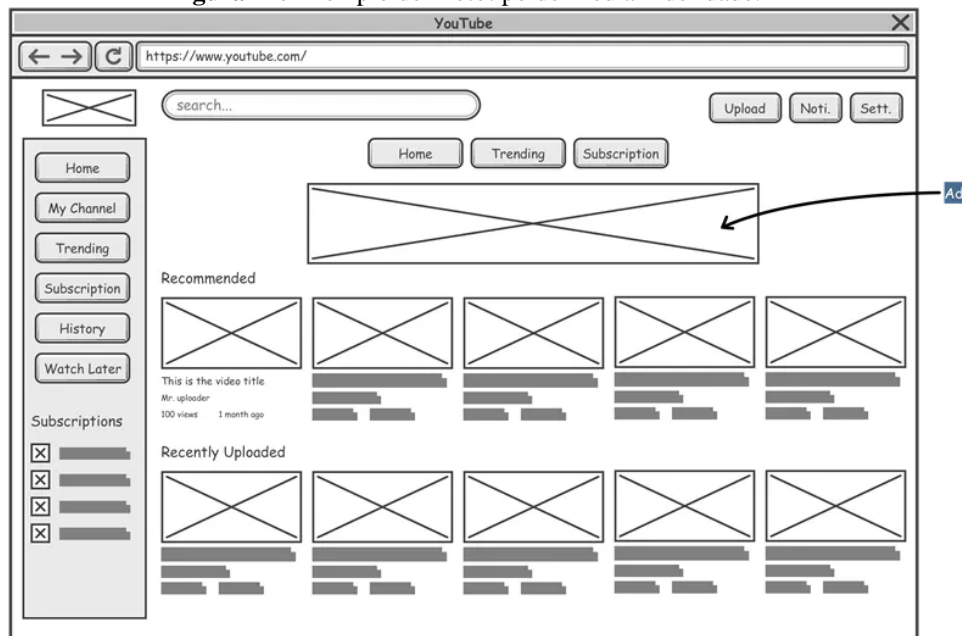 YouTube
https://www.youtube.com/
search...
Upload Noti. Sett.
Home Trending Subscription
Home
My Channel
Trending
Subscription
History
Watch Later
Subscriptions
Recommended
This is the video title
Mr. uploader
100 views 1 month ago
Recently Uploaded